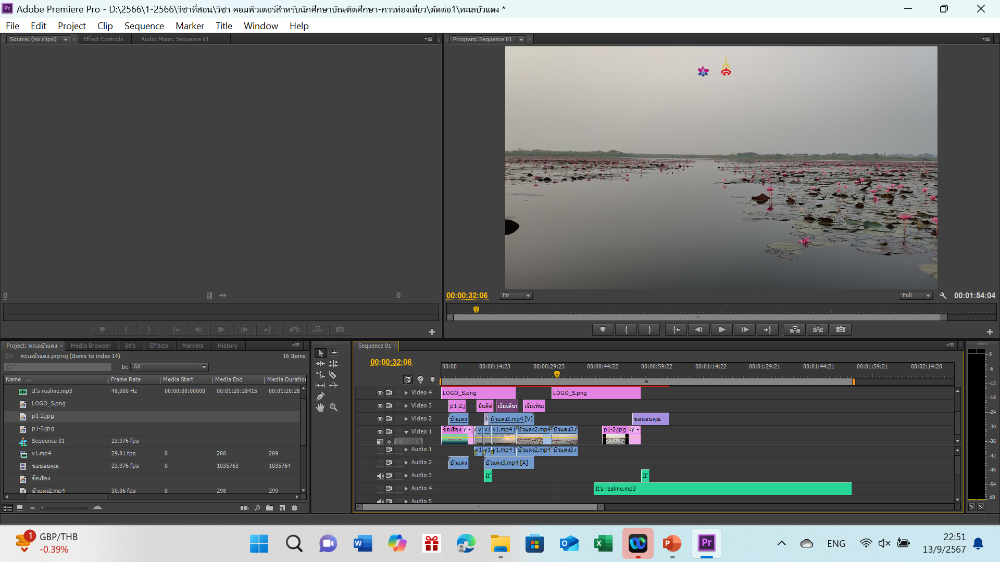 Adobe Premiere Pro - D:\2566\1-2566\วิชาที่สอน\วิชา คอมพิวเตอร์สำหรับนักศึกษาบัณฑิตศึกษา-การท่องเที่ยว\ตัดต่อ1\ทะเลบัวแดง *
File Edit Project Clip Sequence Marker Title Window Help
Source: (no clips) Effect Controls Audio Mixer: Sequence 01
Program: Sequence 01
0 0
00:00:32:06 Fit Full 00:01:54:04
Project: ทะเลบัวแดง Media Browser Info Effects Markers History
ทะเลบัวแดง.prproj (Items to index 14) 16 Items
In: All
Name Frame Rate Media Start Media End Media Duration
It's realme.mp3 48,000 Hz 00:00:00:00000 00:01:20:28415 00:01:20:28
LOGO_S.png
p1-2.jpg
p1-3.jpg
Sequence 01 23.976 fps
v1.mp4 29.81 fps 0 288 289
ขอขอบคุณ 23.976 fps 0 1035763 1035764
ชื่อเรื่อง
บัวแดง2.mp4 30.06 fps 0 298 299
Sequence 01
00:00:32:06
00:00 00:00:14:23 00:00:29:23 00:00:44:22 00:00:59:22 00:01:14:22 00:01:29:21 00:01:44:21 00:01:59:21 00:02:14:20
Video 4 LOGO_S.png LOGO_S.png
Video 3 p1-2.j ยินดีต่ เริ่มเดินท เริ่มเห็น
Video 2 บัวแดง บัวแดง3.mp4 [V] ขอขอบคุณ
Video 1 ชื่อเรื่อง v v1 v1.mp4 บัวแดง2.mp4 บัวแดง3.r p1-2.jpg ty
Audio 1 v1 v1 v1.mp4 บัวแดง2.mp4 บัวแดง3.r
Audio 2 บัวแดง บัวแดง3.mp4 [A]
Audio 3 It' It'
Audio 4 It's realme.mp3
Audio 5
0
-6
-12
-18
-24
-30
-36
-42
-48
-54
dB
S S
1 GBP/THB
-0.39%
ENG
22:51
13/9/2567